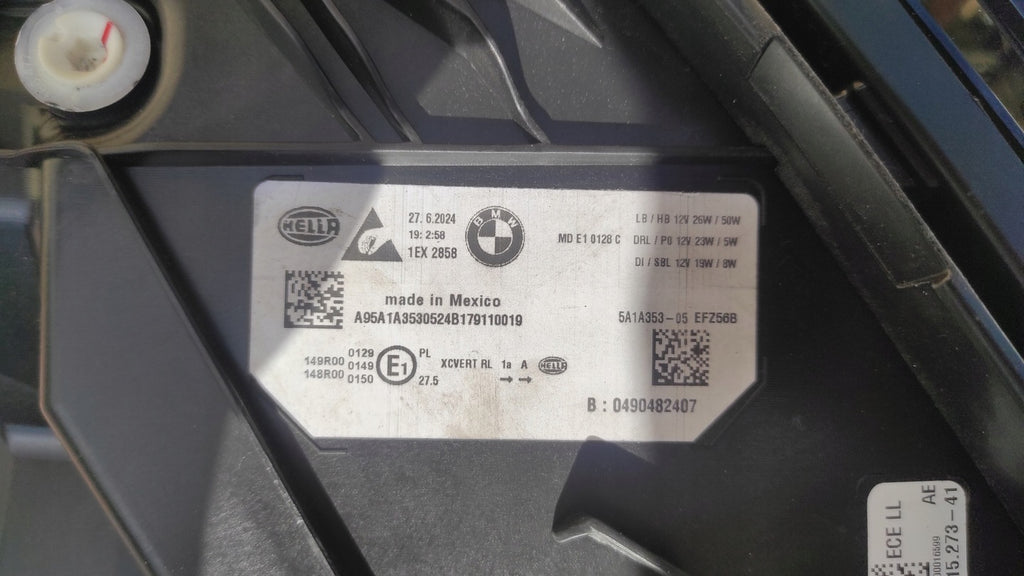 HELLA
27. 6.2024
19: 2:58
1EX 2858
BMW
MD E1 0128 C
LB / HB 12V 26W / 50W
DRL / PO 12V 23W / 5W
DI / SBL 12V 19W / 8W
made in Mexico
A95A1A3530524B179110019
5A1A353-05 EFZ56B
149R00 0129
0149
148R00 0150
E1
PL
27.5
XCVERT RL 1a A
HELLA
B : 0490482407
ECE LL
AE
00016599
15.273-41